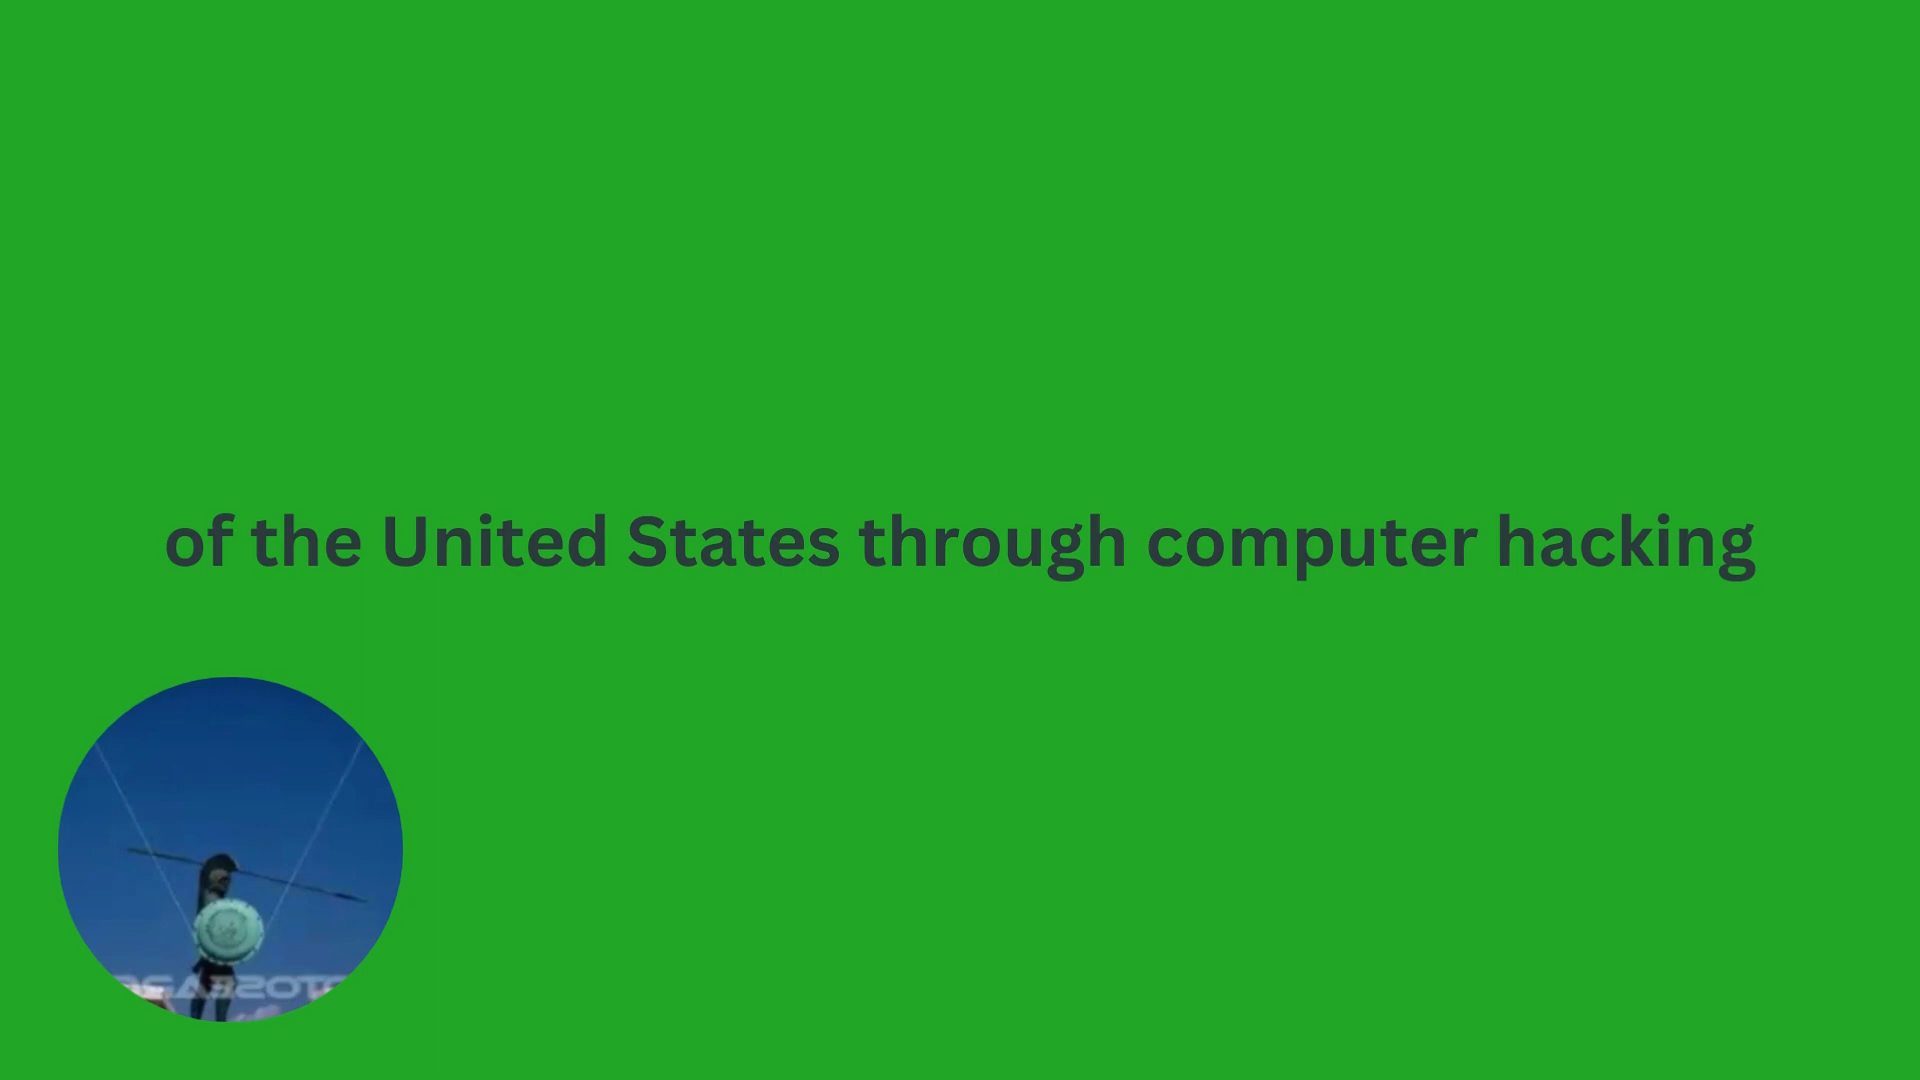 of the United States through computer hacking